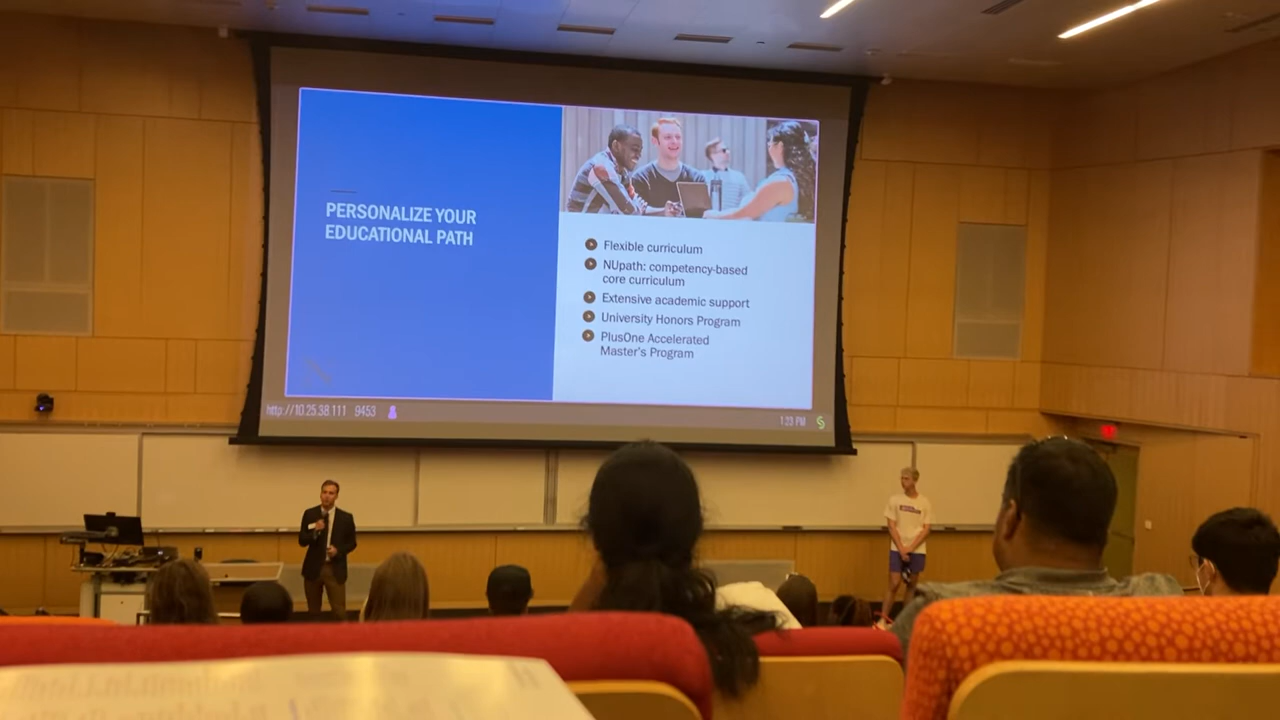 PERSONALIZE YOUR
EDUCATIONAL PATH
Flexible curriculum
NUpath: competency-based
core curriculum
Extensive academic support
University Honors Program
PlusOne Accelerated
Master's Program
http://10.25.38.111 9453
1:33 PM